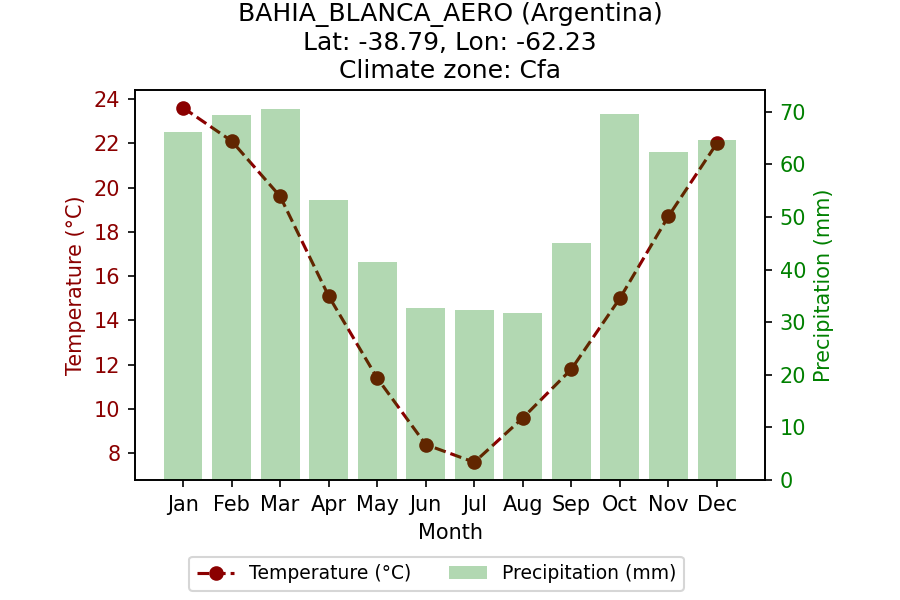 BAHIA_BLANCA_AERO (Argentina)
Lat: -38.79, Lon: -62.23
Climate zone: Cfa
24
22
20
18
16
14
12
10
8
Temperature (°C)
70
60
50
40
30
20
10
0
Precipitation (mm)
Jan Feb Mar Apr May Jun Jul Aug Sep Oct Nov Dec
Month
Temperature (°C) Precipitation (mm)